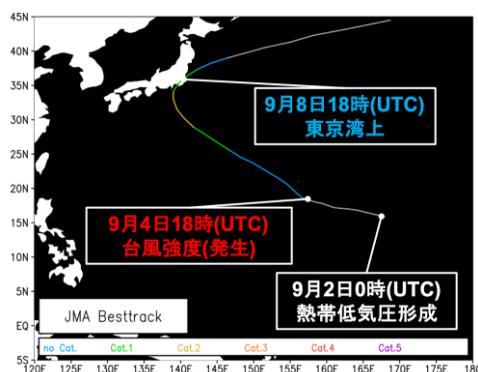 45N
40N
35N
30N
25N
20N
15N
10N
5N
EQ
5S
9月8日18時(UTC)
東京湾上
9月4日18時(UTC)
台風強度(発生)
9月2日0時(UTC)
熱帯低気圧形成
JMA Besttrack
no Cat. Cat.1 Cat.2 Cat.3 Cat.4 Cat.5
120E 125E 130E 135E 140E 145E 150E 155E 160E 165E 170E 175E 180